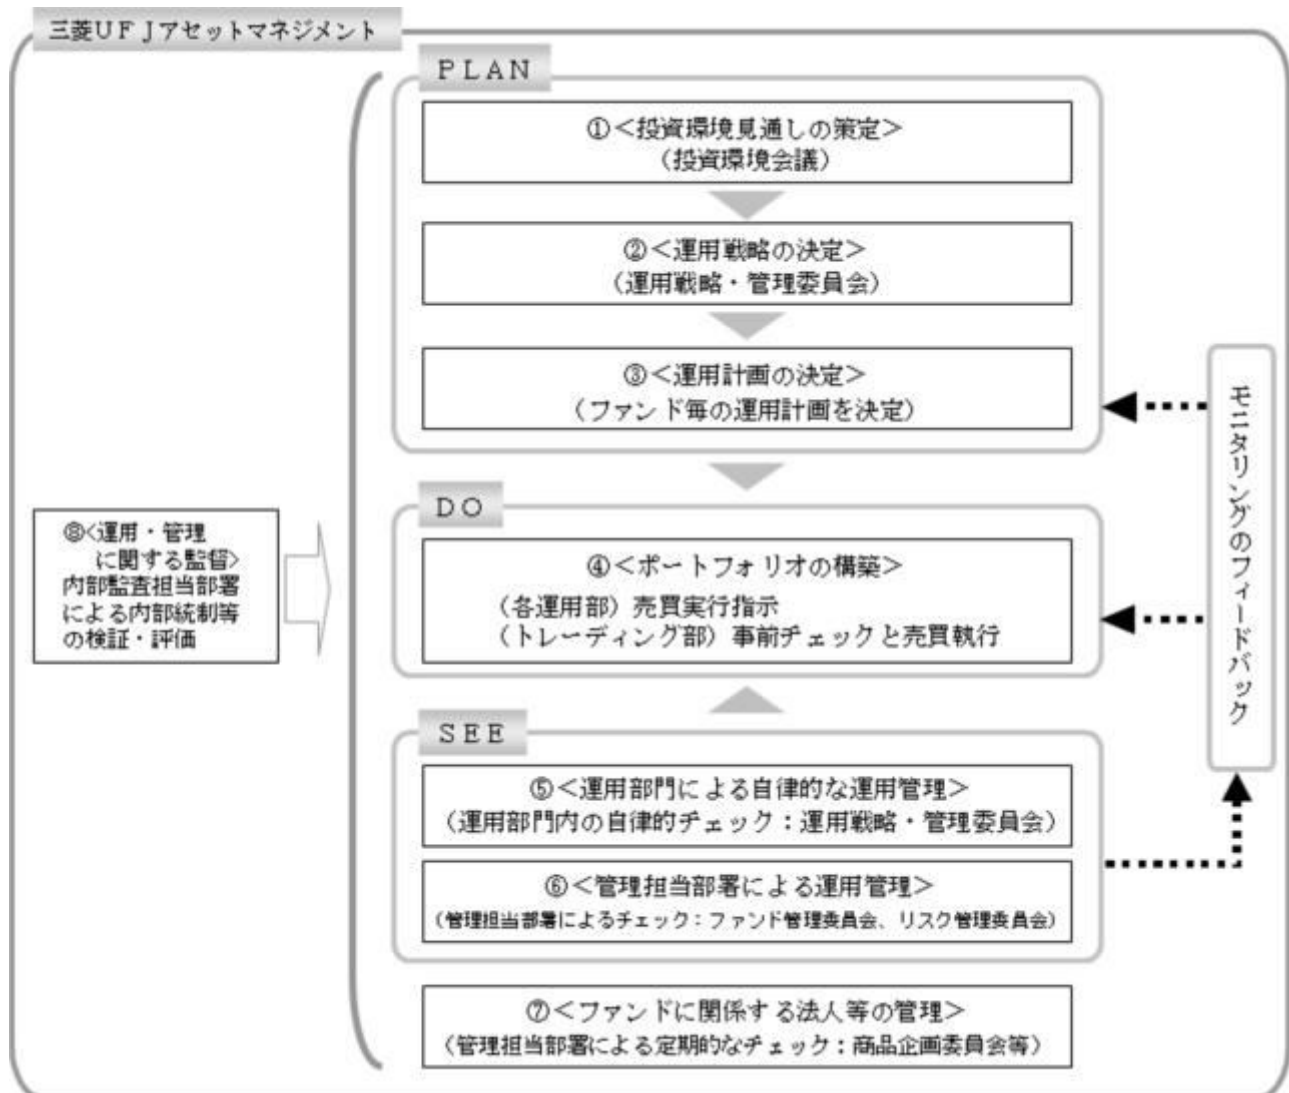 三菱UFJアセットマネジメント
PLAN
①<投資環境見通しの策定>
(投資環境会議)
②<運用戦略の決定>
(運用戦略・管理委員会)
③<運用計画の決定>
(ファンド毎の運用計画を決定)
DO
④<ポートフォリオの構築>
(各運用部)売買実行指示
(トレーディング部)事前チェックと売買執行
SEE
⑤<運用部門による自律的な運用管理>
(運用部門内の自律的チェック:運用戦略・管理委員会)
⑥<管理担当部署による運用管理>
(管理担当部署によるチェック:ファンド管理委員会、リスク管理委員会)
⑦<ファンドに関係する法人等の管理>
(管理担当部署による定期的なチェック:商品企画委員会等)
⑧<運用・管理
に関する監督>
内部監査担当部署
による内部統制等
の検証・評価
モニタリングのフィードバック